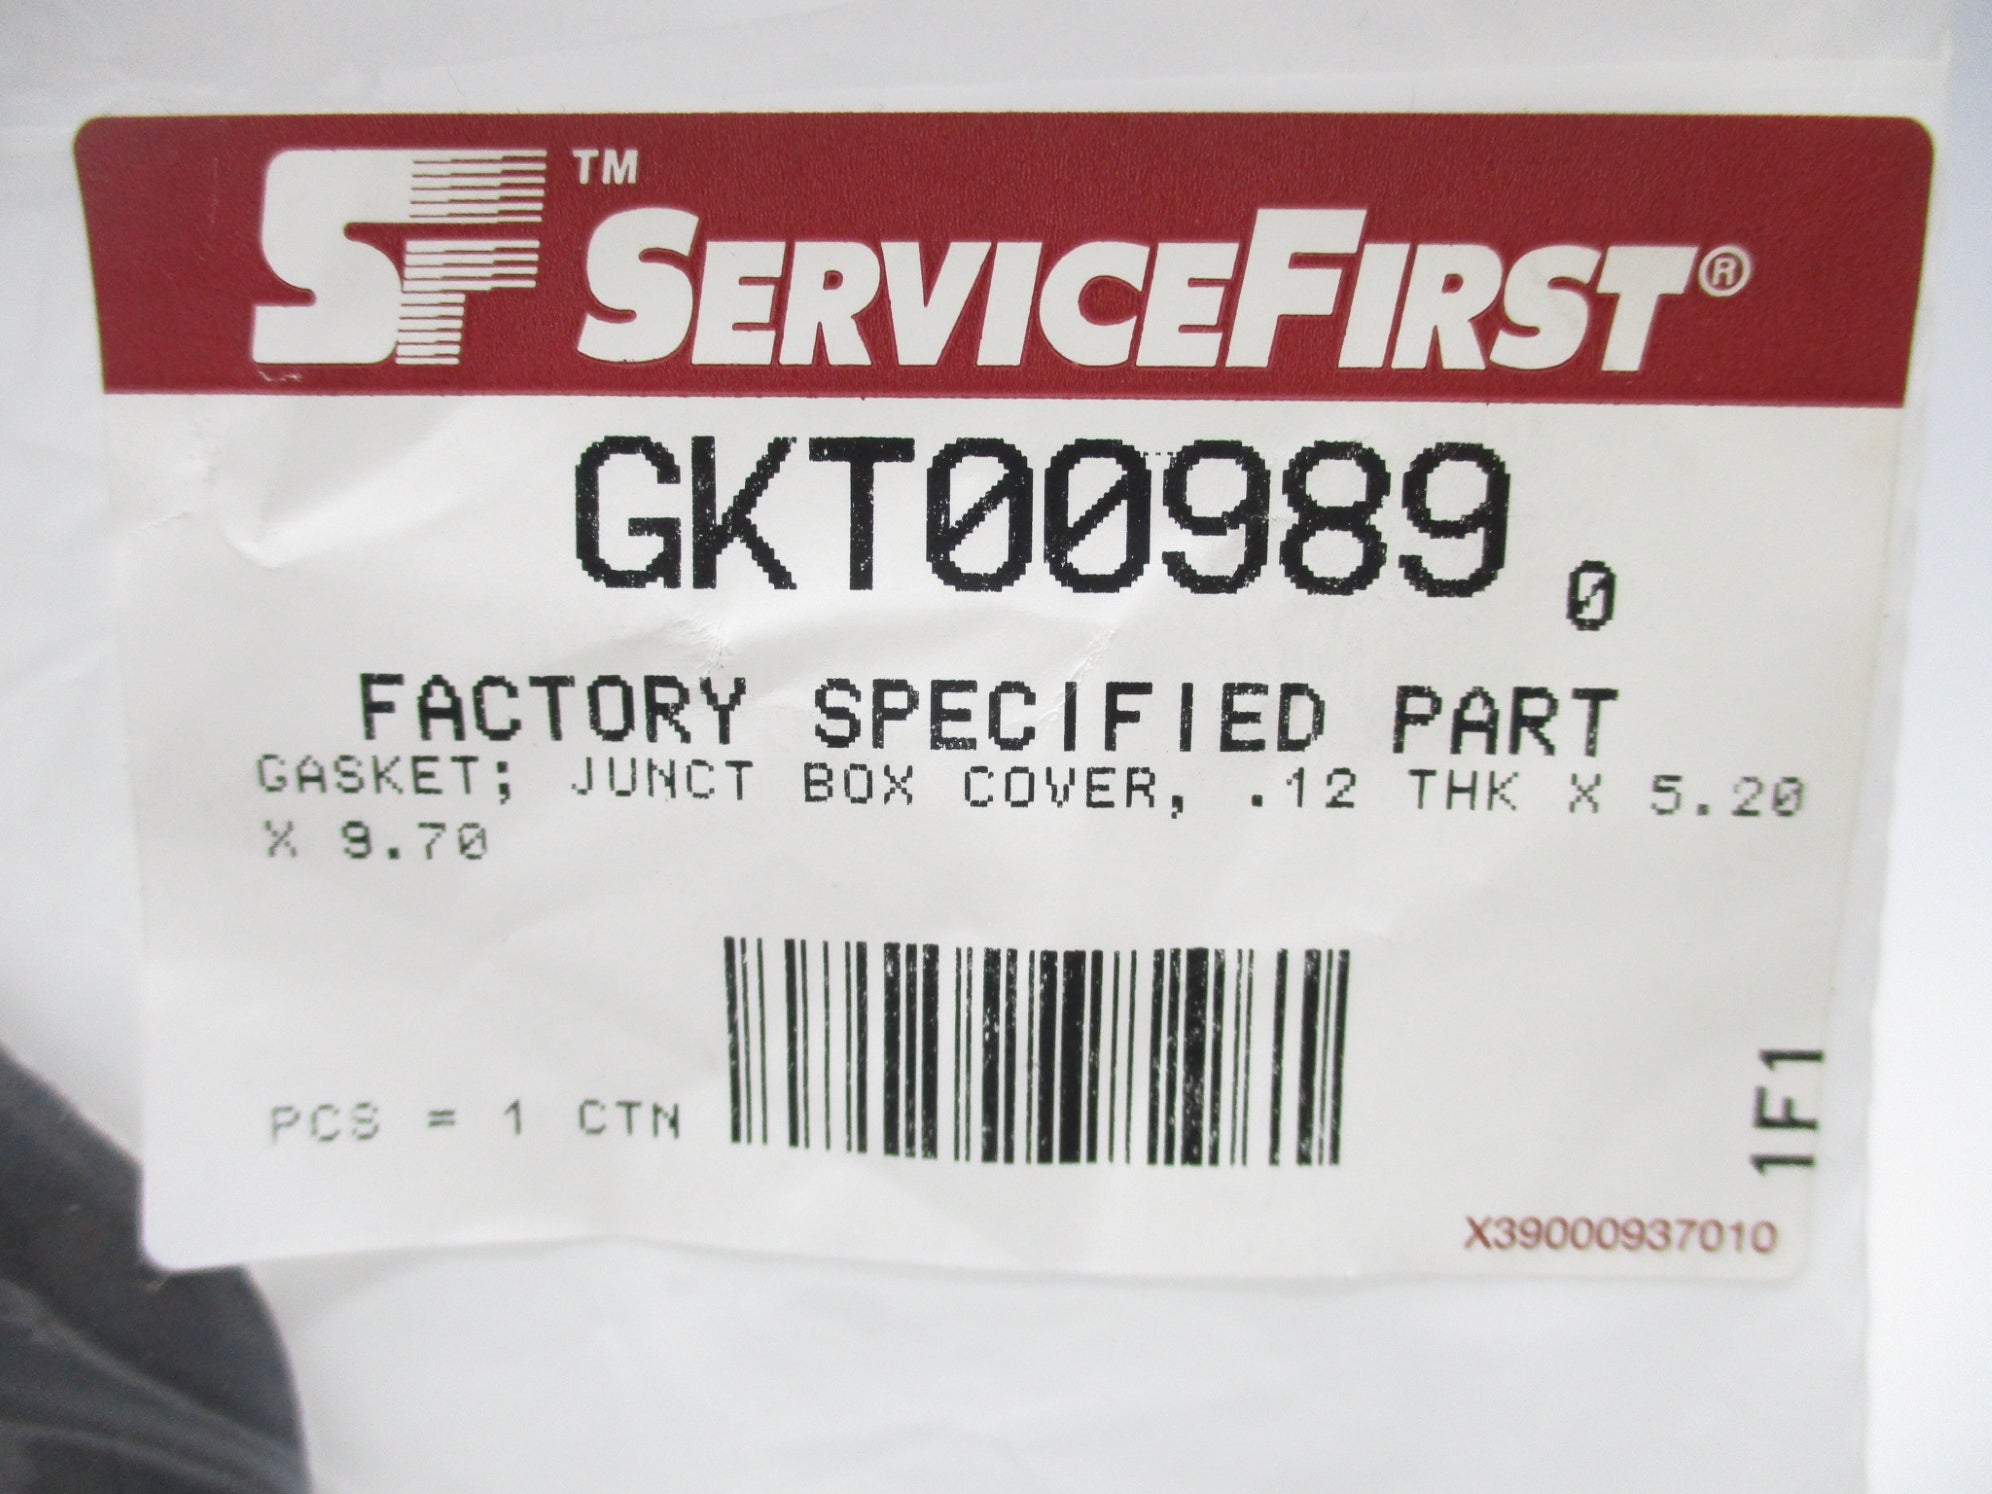 SF™ SERVICEFIRST®
GKT00989 0
FACTORY SPECIFIED PART
GASKET; JUNCT BOX COVER, .12 THK X 5.20
X 9.70
PCS = 1 CTN
1F1
X39000937010